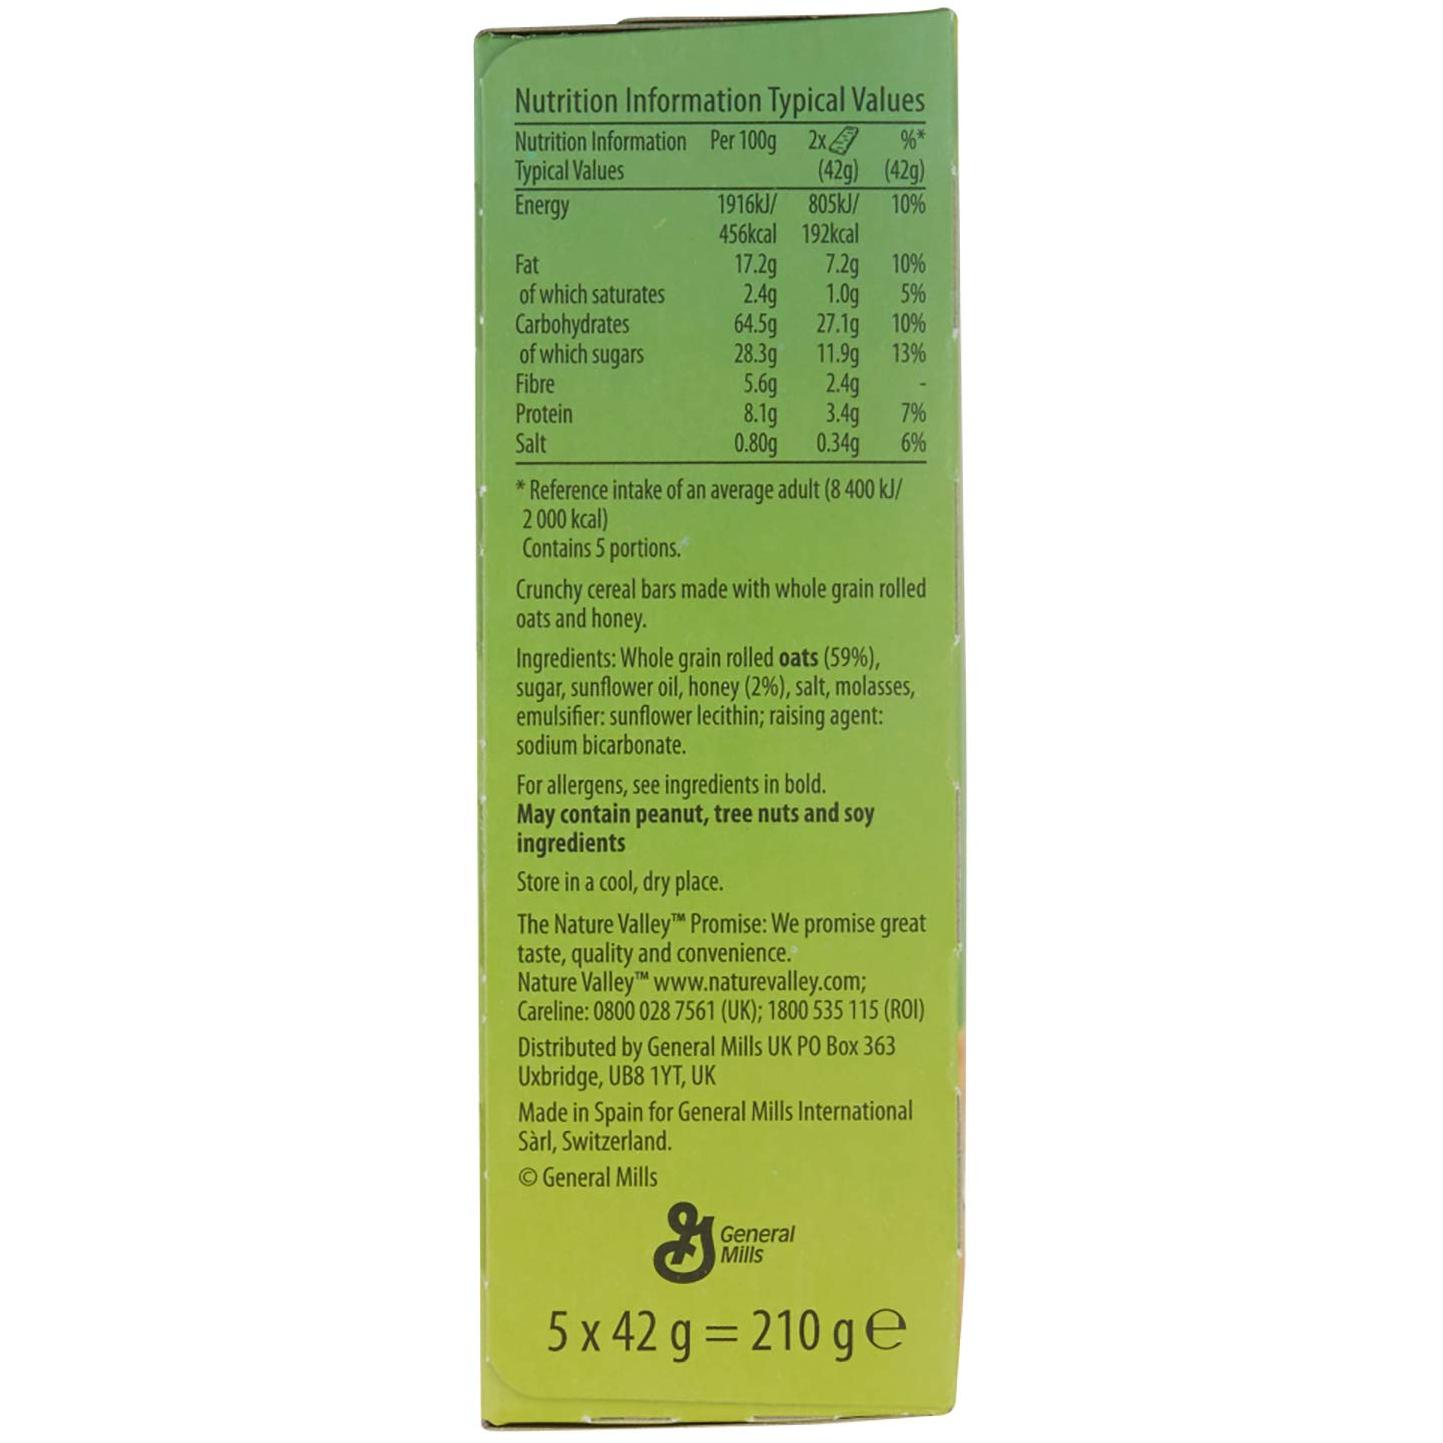 Nutrition Information Typical Values
Nutrition Information Per 100g 2x %*
Typical Values (42g) (42g)
Energy 1916kJ/ 805kJ/ 10%
456kcal 192kcal
Fat 17.2g 7.2g 10%
of which saturates 2.4g 1.0g 5%
Carbohydrates 64.5g 27.1g 10%
of which sugars 28.3g 11.9g 13%
Fibre 5.6g 2.4g -
Protein 8.1g 3.4g 7%
Salt 0.80g 0.34g 6%
* Reference intake of an average adult (8 400 kJ/
2 000 kcal)
Contains 5 portions.
Crunchy cereal bars made with whole grain rolled
oats and honey.
Ingredients: Whole grain rolled oats (59%),
sugar, sunflower oil, honey (2%), salt, molasses,
emulsifier: sunflower lecithin; raising agent:
sodium bicarbonate.
For allergens, see ingredients in bold.
May contain peanut, tree nuts and soy
ingredients
Store in a cool, dry place.
The Nature Valley™ Promise: We promise great
taste, quality and convenience.
Nature Valley™ www.naturevalley.com;
Careline: 0800 028 7561 (UK); 1800 535 115 (ROI)
Distributed by General Mills UK PO Box 363
Uxbridge, UB8 1YT, UK
Made in Spain for General Mills International
Sàrl, Switzerland.
© General Mills
General
Mills
5 x 42 g = 210 g ℮